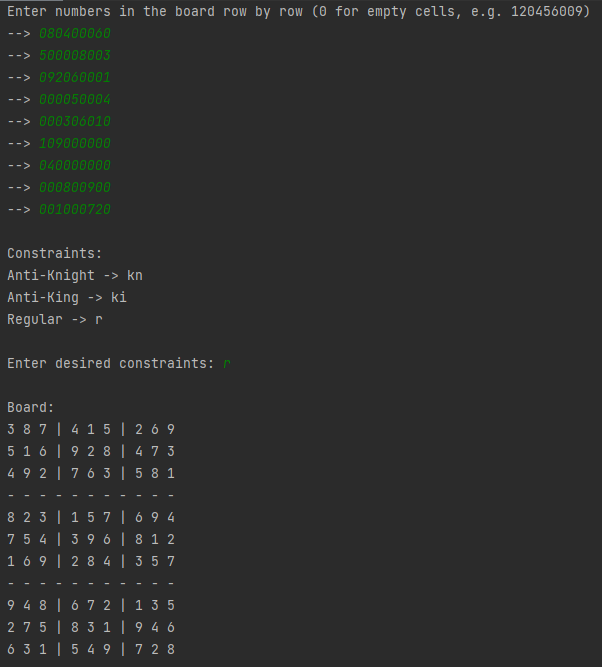 Enter numbers in the board row by row (0 for empty cells, e.g. 120456009)
--> 080400060
--> 500008003
--> 092060001
--> 000050004
--> 000306010
--> 109000000
--> 040000000
--> 000800900
--> 001000720
Constraints:
Anti-Knight -> kn
Anti-King -> ki
Regular -> r
Enter desired constraints: r
Board:
3 8 7 | 4 1 5 | 2 6 9
5 1 6 | 9 2 8 | 4 7 3
4 9 2 | 7 6 3 | 5 8 1
- - - - - - - - - - -
8 2 3 | 1 5 7 | 6 9 4
7 5 4 | 3 9 6 | 8 1 2
1 6 9 | 2 8 4 | 3 5 7
- - - - - - - - - - -
9 4 8 | 6 7 2 | 1 3 5
2 7 5 | 8 3 1 | 9 4 6
6 3 1 | 5 4 9 | 7 2 8